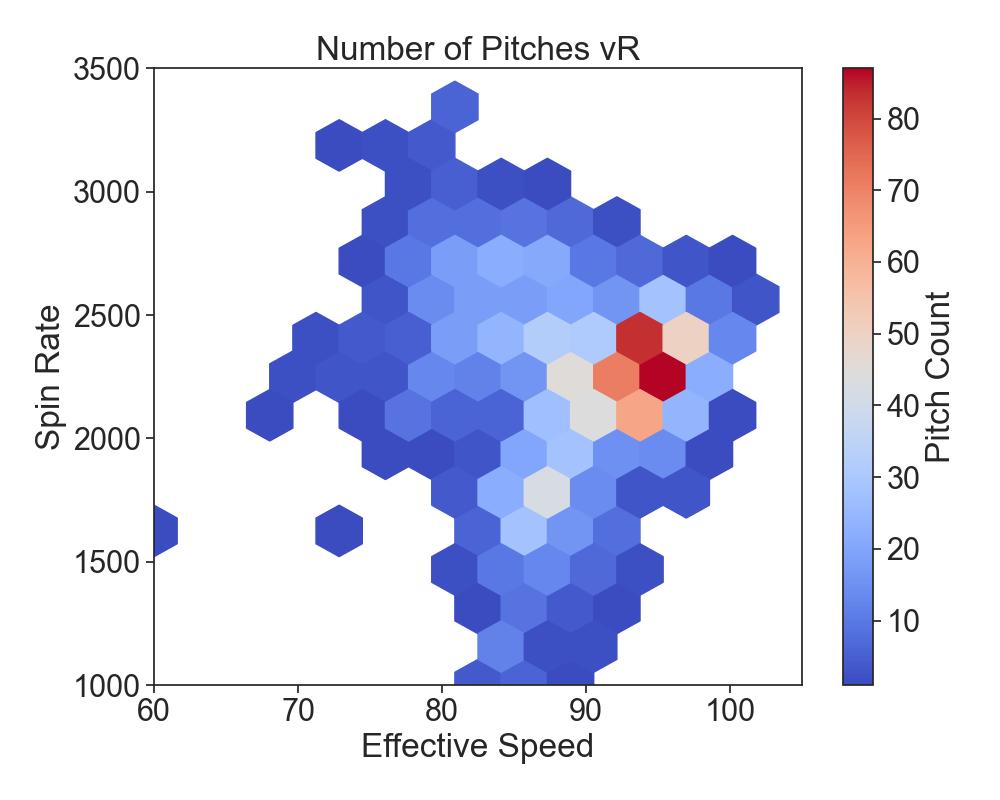 Number of Pitches vR
3500
3000
2500
2000
1500
1000
Spin Rate
60 70 80 90 100
Effective Speed
80
70
60
50
40
30
20
10
Pitch Count